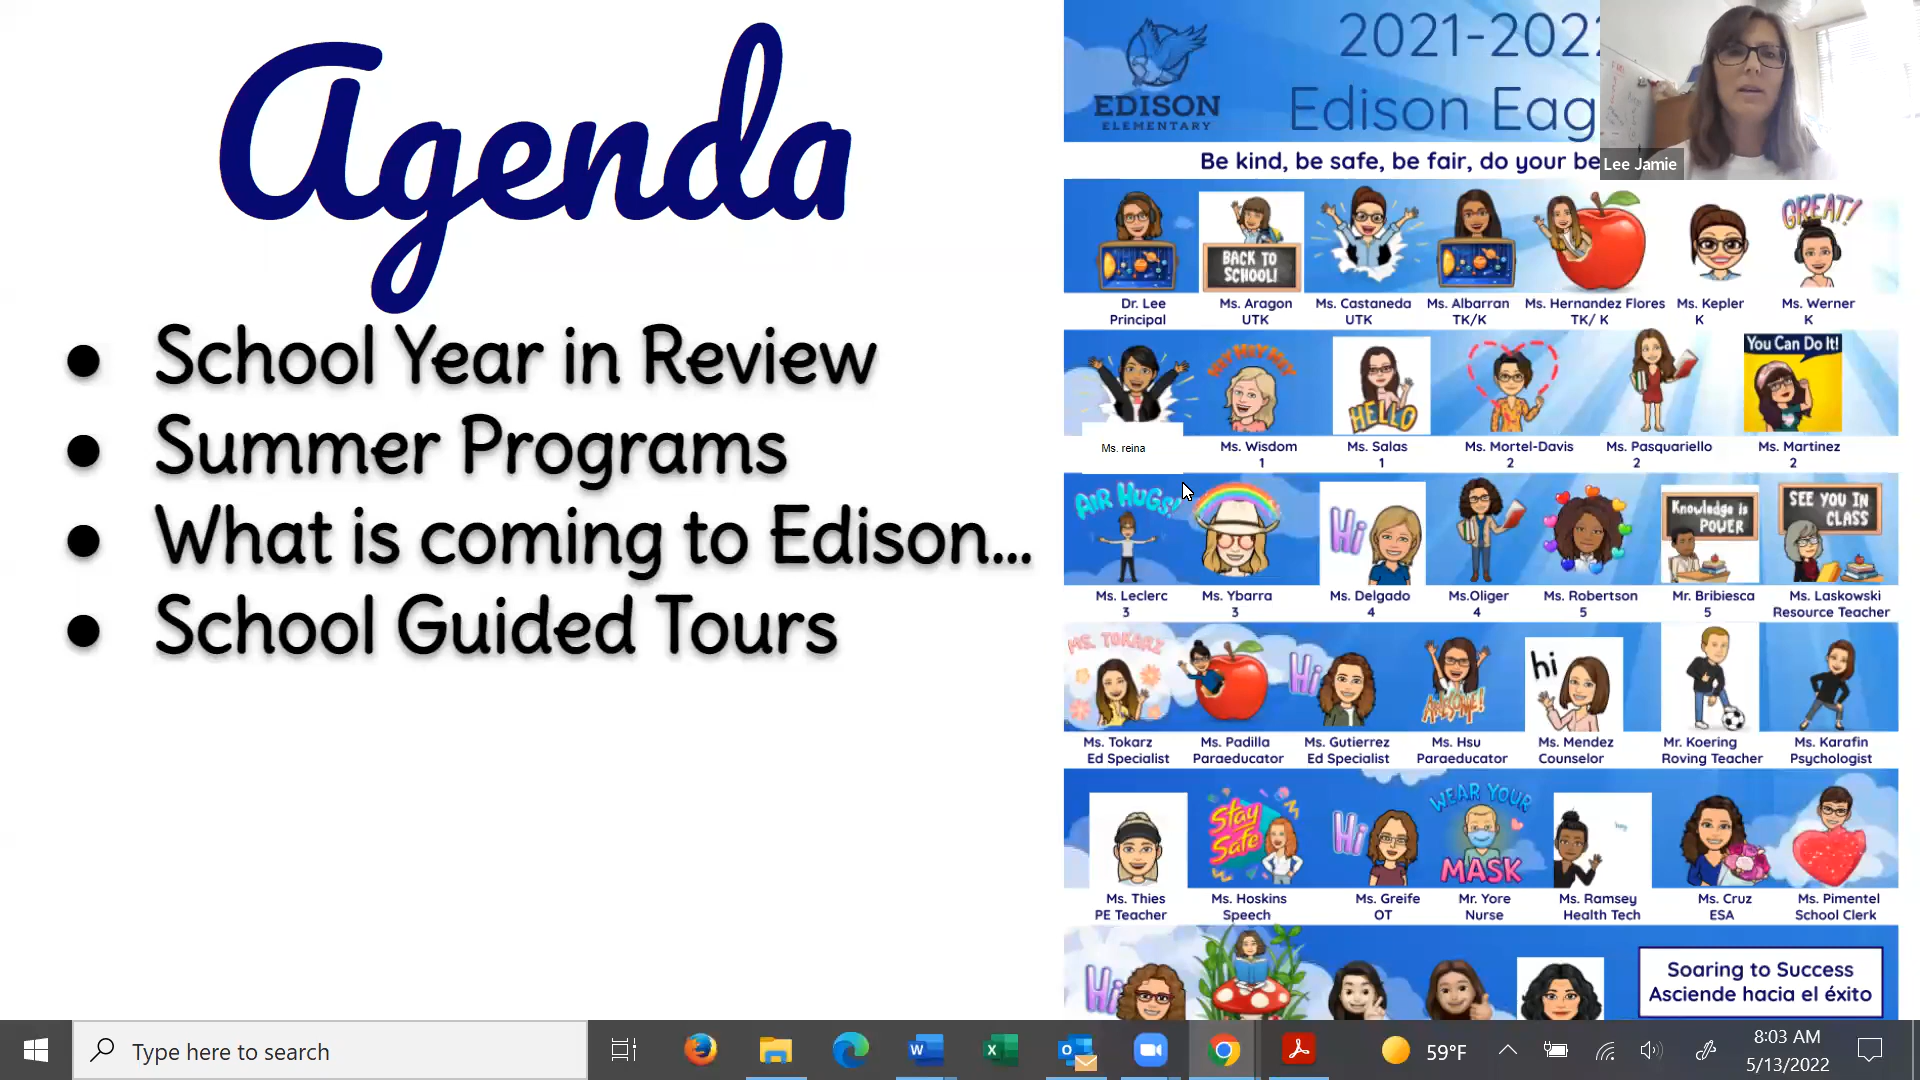 Agenda
● School Year in Review
● Summer Programs
● What is coming to Edison...
● School Guided Tours
EDISON
ELEMENTARY
2021-202
Edison Eag
Be kind, be safe, be fair, do your be
Lee Jamie
BACK TO
SCHOOL!
GREAT!
Dr. Lee
Principal
Ms. Aragon
UTK
Ms. Castaneda
UTK
Ms. Albarran
TK/K
Ms. Hernandez Flores
TK/ K
Ms. Kepler
K
Ms. Werner
K
HEY HEY HEY
HELLO
You Can Do It!
Ms. reina
Ms. Wisdom
1
Ms. Salas
1
Ms. Mortel-Davis
2
Ms. Pasquariello
2
Ms. Martinez
2
AIR HUGS!
Hi
Knowledge is
POWER
SEE YOU IN
CLASS
Ms. Leclerc
3
Ms. Ybarra
3
Ms. Delgado
4
Ms.Oliger
4
Ms. Robertson
5
Mr. Bribiesca
5
Ms. Laskowski
Resource Teacher
MS. TOKARZ
Hi
AWESOME!
hi
Ms. Tokarz
Ed Specialist
Ms. Padilla
Paraeducator
Ms. Gutierrez
Ed Specialist
Ms. Hsu
Paraeducator
Ms. Mendez
Counselor
Mr. Koering
Roving Teacher
Ms. Karafin
Psychologist
Stay
Safe
Hi
WEAR YOUR
MASK
hey
Ms. Thies
PE Teacher
Ms. Hoskins
Speech
Ms. Greife
OT
Mr. Yore
Nurse
Ms. Ramsey
Health Tech
Ms. Cruz
ESA
Ms. Pimentel
School Clerk
Hi
Soaring to Success
Asciende hacia el éxito
Type here to search
59°F
8:03 AM
5/13/2022